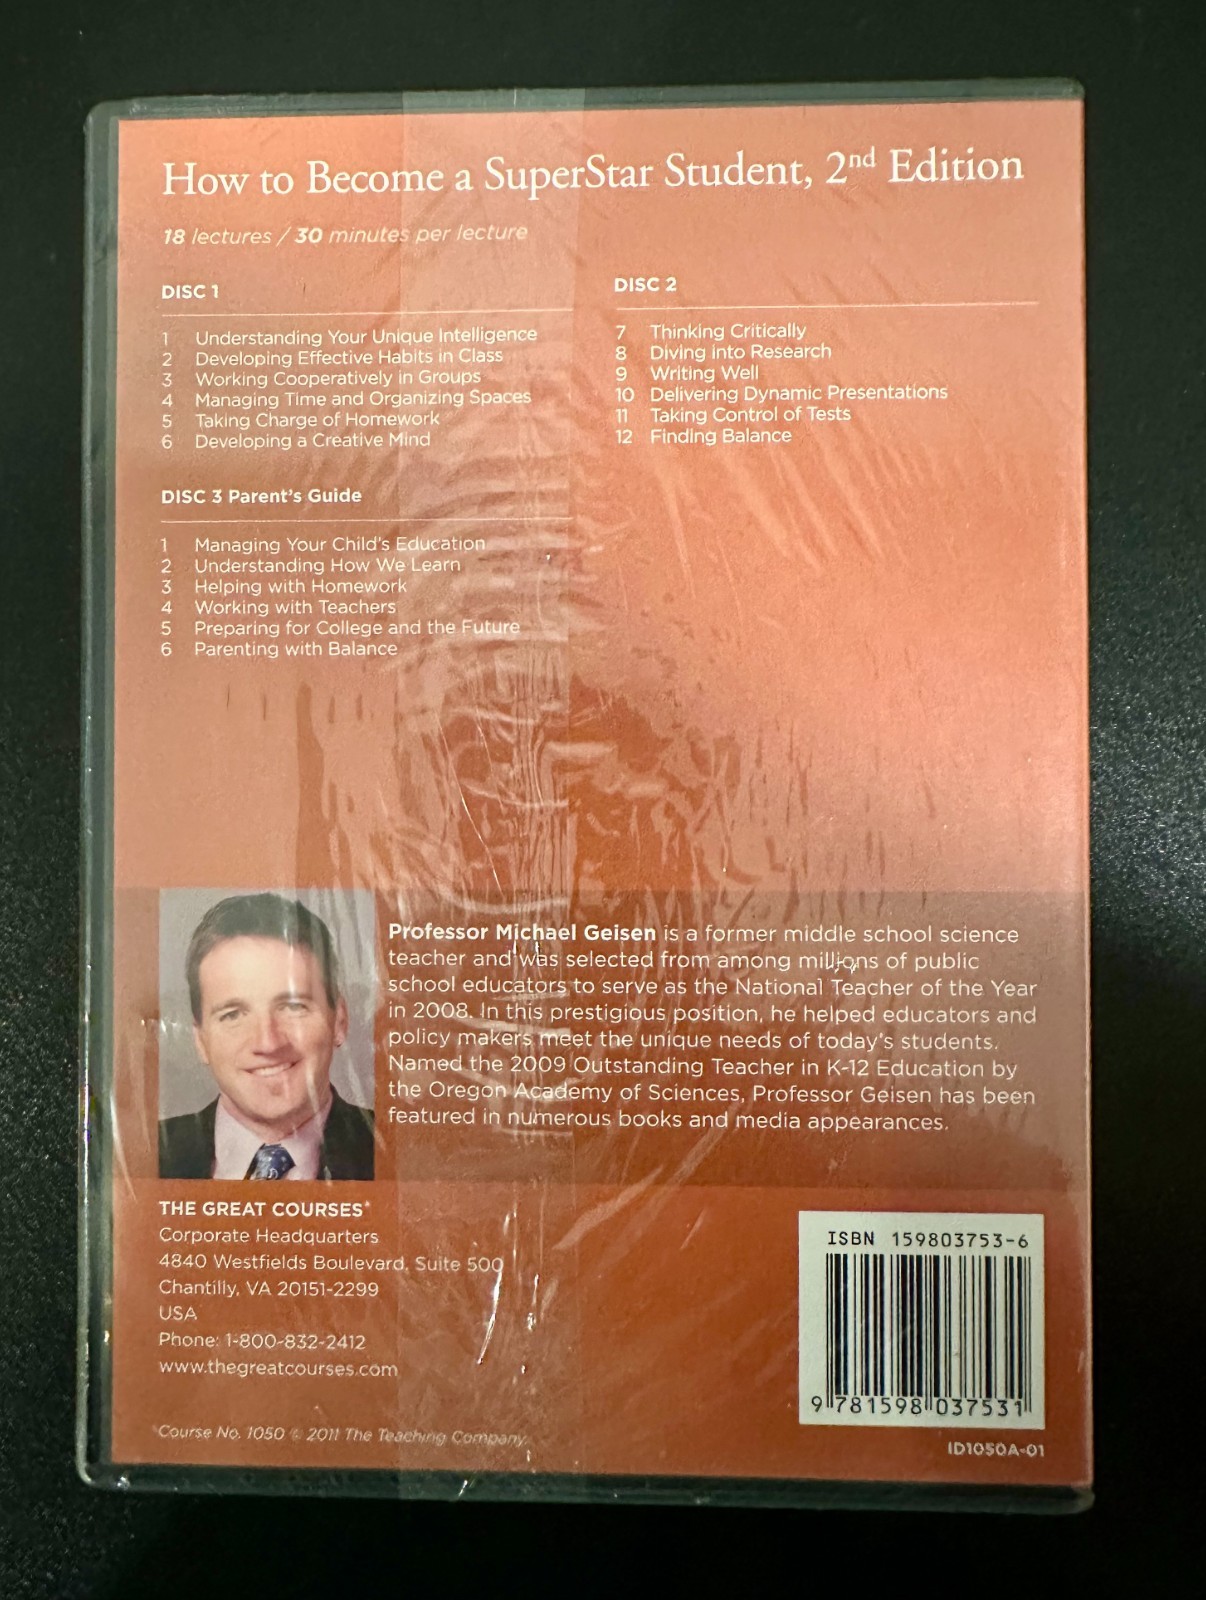 How to Become a SuperStar Student, 2nd Edition
18 lectures / 30 minutes per lecture
DISC 1
1 Understanding Your Unique Intelligence
2 Developing Effective Habits in Class
3 Working Cooperatively in Groups
4 Managing Time and Organizing Spaces
5 Taking Charge of Homework
6 Developing a Creative Mind
DISC 2
7 Thinking Critically
8 Diving into Research
9 Writing Well
10 Delivering Dynamic Presentations
11 Taking Control of Tests
12 Finding Balance
DISC 3 Parent's Guide
1 Managing Your Child's Education
2 Understanding How We Learn
3 Helping with Homework
4 Working with Teachers
5 Preparing for College and the Future
6 Parenting with Balance
Professor Michael Geisen is a former middle school science
teacher and was selected from among millions of public
school educators to serve as the National Teacher of the Year
in 2008. In this prestigious position, he helped educators and
policy makers meet the unique needs of today's students.
Named the 2009 Outstanding Teacher in K-12 Education by
the Oregon Academy of Sciences, Professor Geisen has been
featured in numerous books and media appearances.
THE GREAT COURSES®
Corporate Headquarters
4840 Westfields Boulevard, Suite 500
Chantilly, VA 20151-2299
USA
Phone: 1-800-832-2412
www.thegreatcourses.com
Course No. 1050 © 2011 The Teaching Company.
ISBN 159803753-6
9 781598 037531
ID1050A-01